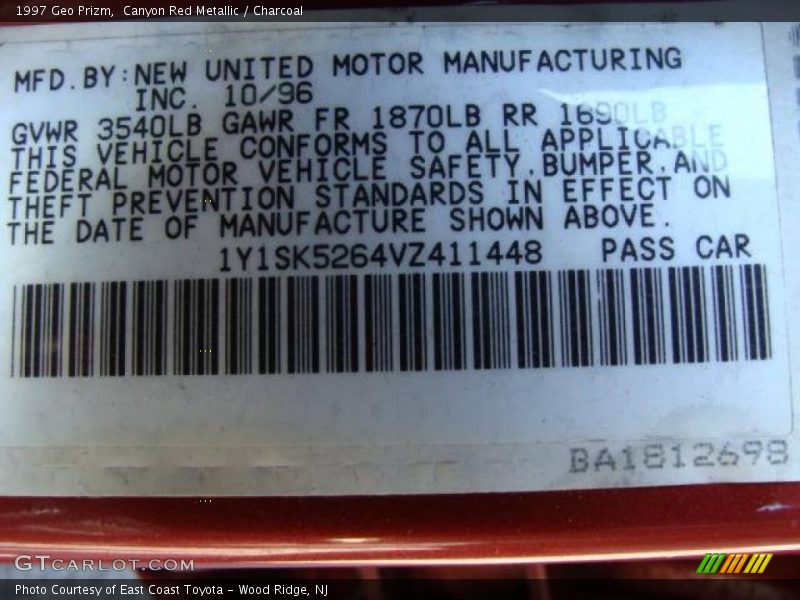 1997 Geo Prizm, Canyon Red Metallic / Charcoal
MFD.BY:NEW UNITED MOTOR MANUFACTURING
INC. 10/96
GVWR 3540LB GAWR FR 1870LB RR 1690LB
THIS VEHICLE CONFORMS TO ALL APPLICABLE
FEDERAL MOTOR VEHICLE SAFETY,BUMPER,AND
THEFT PREVENTION STANDARDS IN EFFECT ON
THE DATE OF MANUFACTURE SHOWN ABOVE.
1Y1SK5264VZ411448 PASS CAR
BA1812698
GTCARLOT.COM
Photo Courtesy of East Coast Toyota - Wood Ridge, NJ